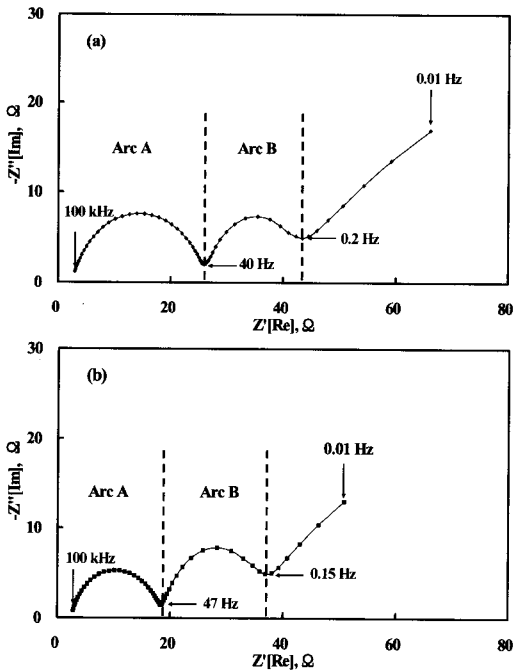 30
(a)
0.01 Hz
20
Arc A
Arc B
-Z''[Im], Ω
10
100 kHz
0.2 Hz
40 Hz
0
0
20
40
60
80
Z'[Re], Ω
30
(b)
20
0.01 Hz
Arc A
Arc B
-Z''[Im], Ω
10
100 kHz
0.15 Hz
47 Hz
0
0
20
40
60
80
Z'[Re], Ω